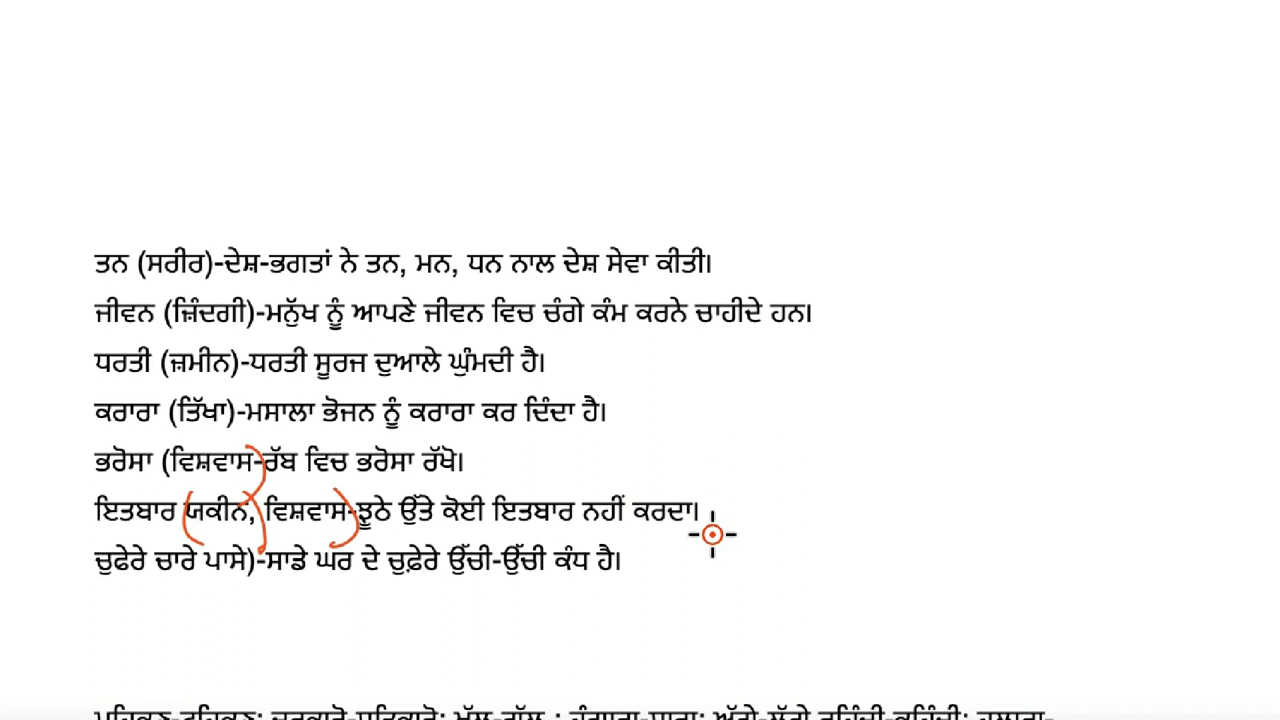 ਤਨ (ਸਰੀਰ)-ਦੇਸ਼-ਭਗਤਾਂ ਨੇ ਤਨ, ਮਨ, ਧਨ ਨਾਲ ਦੇਸ਼ ਸੇਵਾ ਕੀਤੀ।
ਜੀਵਨ (ਜ਼ਿੰਦਗੀ)-ਮਨੁੱਖ ਨੂੰ ਆਪਣੇ ਜੀਵਨ ਵਿਚ ਚੰਗੇ ਕੰਮ ਕਰਨੇ ਚਾਹੀਦੇ ਹਨ।
ਧਰਤੀ (ਜ਼ਮੀਨ)-ਧਰਤੀ ਸੂਰਜ ਦੁਆਲੇ ਘੁੰਮਦੀ ਹੈ।
ਕਰਾਰਾ (ਤਿੱਖਾ)-ਮਸਾਲਾ ਭੋਜਨ ਨੂੰ ਕਰਾਰਾ ਕਰ ਦਿੰਦਾ ਹੈ।
ਭਰੋਸਾ (ਵਿਸ਼ਵਾਸ-ਰੱਬ ਵਿਚ ਭਰੋਸਾ ਰੱਖੋ।
ਇਤਬਾਰ ਯਕੀਨ, ਵਿਸ਼ਵਾਸ-ਝੂਠੇ ਉੱਤੇ ਕੋਈ ਇਤਬਾਰ ਨਹੀਂ ਕਰਦਾ।
ਚੁਫੇਰੇ ਚਾਰੇ ਪਾਸੇ)-ਸਾਡੇ ਘਰ ਦੇ ਚੁਫ਼ੇਰੇ ਉੱਚੀ-ਉੱਚੀ ਕੰਧ ਹੈ।